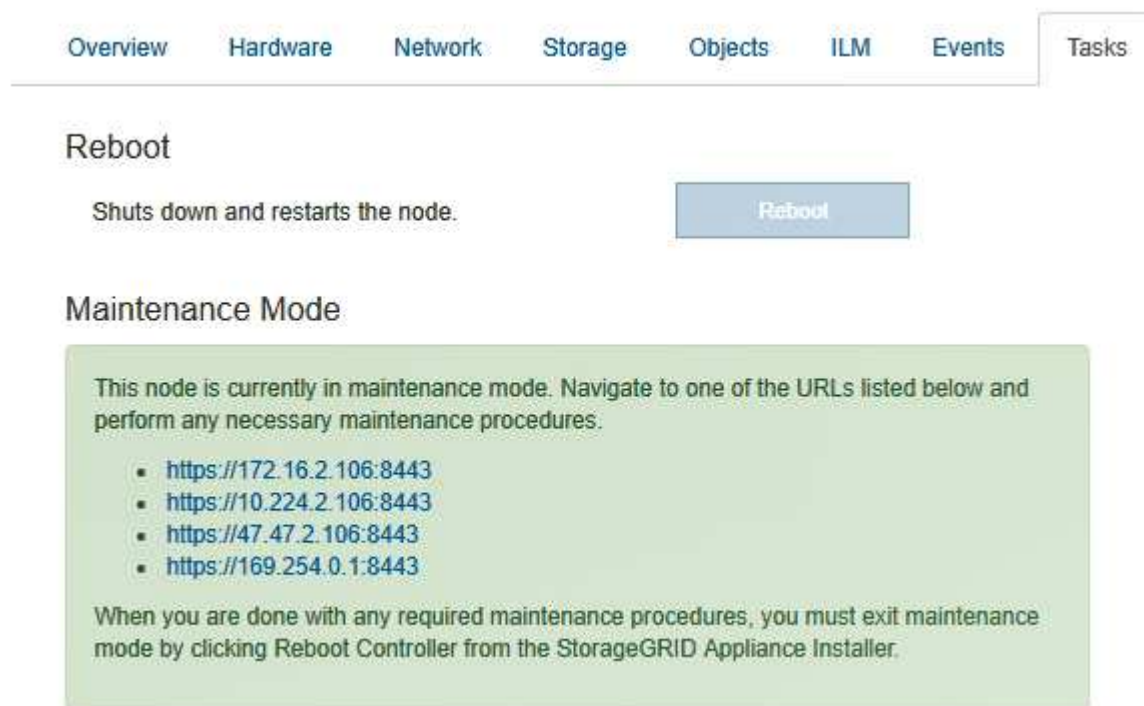 Overview Hardware Network Storage Objects ILM Events Tasks
Reboot
Shuts down and restarts the node. Reboot
Maintenance Mode
This node is currently in maintenance mode. Navigate to one of the URLs listed below and
perform any necessary maintenance procedures.
• https://172.16.2.106:8443
• https://10.224.2.106:8443
• https://47.47.2.106:8443
• https://169.254.0.1:8443
When you are done with any required maintenance procedures, you must exit maintenance
mode by clicking Reboot Controller from the StorageGRID Appliance Installer.